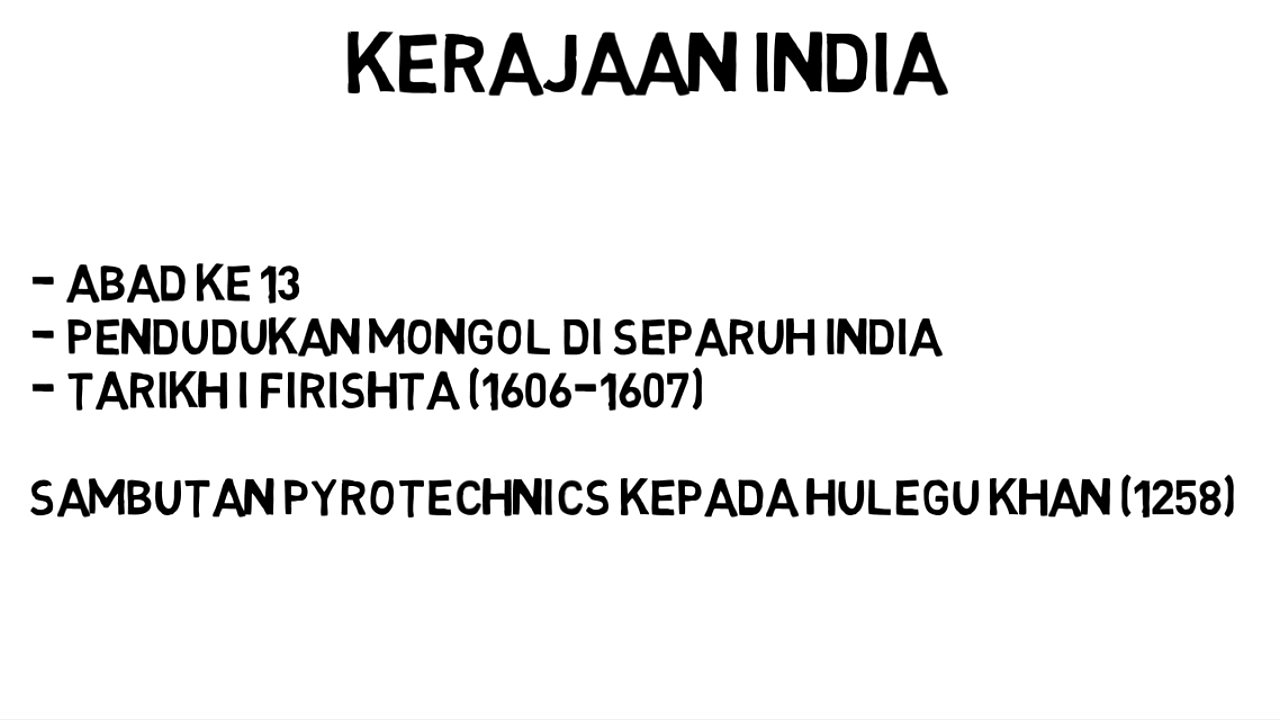 KERAJAAN INDIA
- ABAD KE 13
- PENDUDUKAN MONGOL DI SEPARUH INDIA
- TARIKH I FIRISHTA (1606-1607)
SAMBUTAN PYROTECHNICS KEPADA HULEGU KHAN (1258)